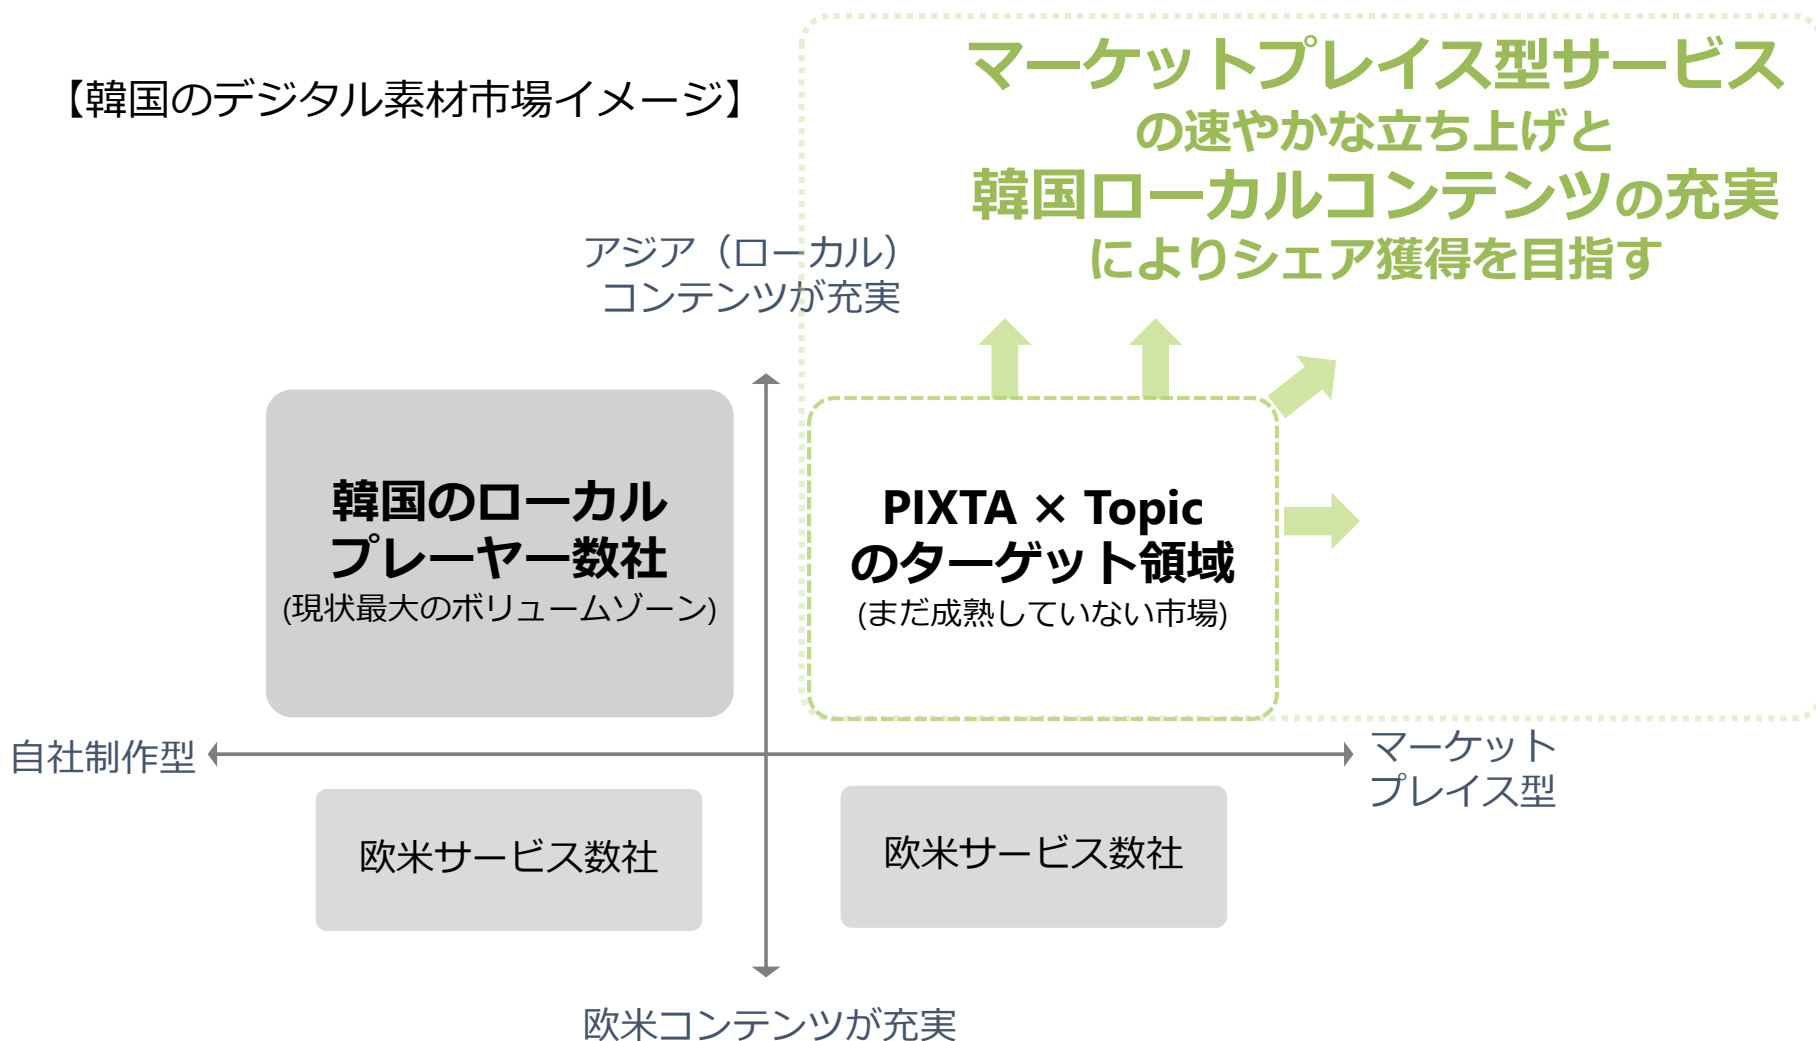 【韓国のデジタル素材市場イメージ】
マーケットプレイス型サービス
の速やかな立ち上げと
韓国ローカルコンテンツの充実
によりシェア獲得を目指す
アジア（ローカル）
コンテンツが充実
韓国のローカル
プレーヤー数社
(現状最大のボリュームゾーン)
PIXTA × Topic
のターゲット領域
(まだ成熟していない市場)
自社制作型
マーケット
プレイス型
欧米サービス数社
欧米サービス数社
欧米コンテンツが充実